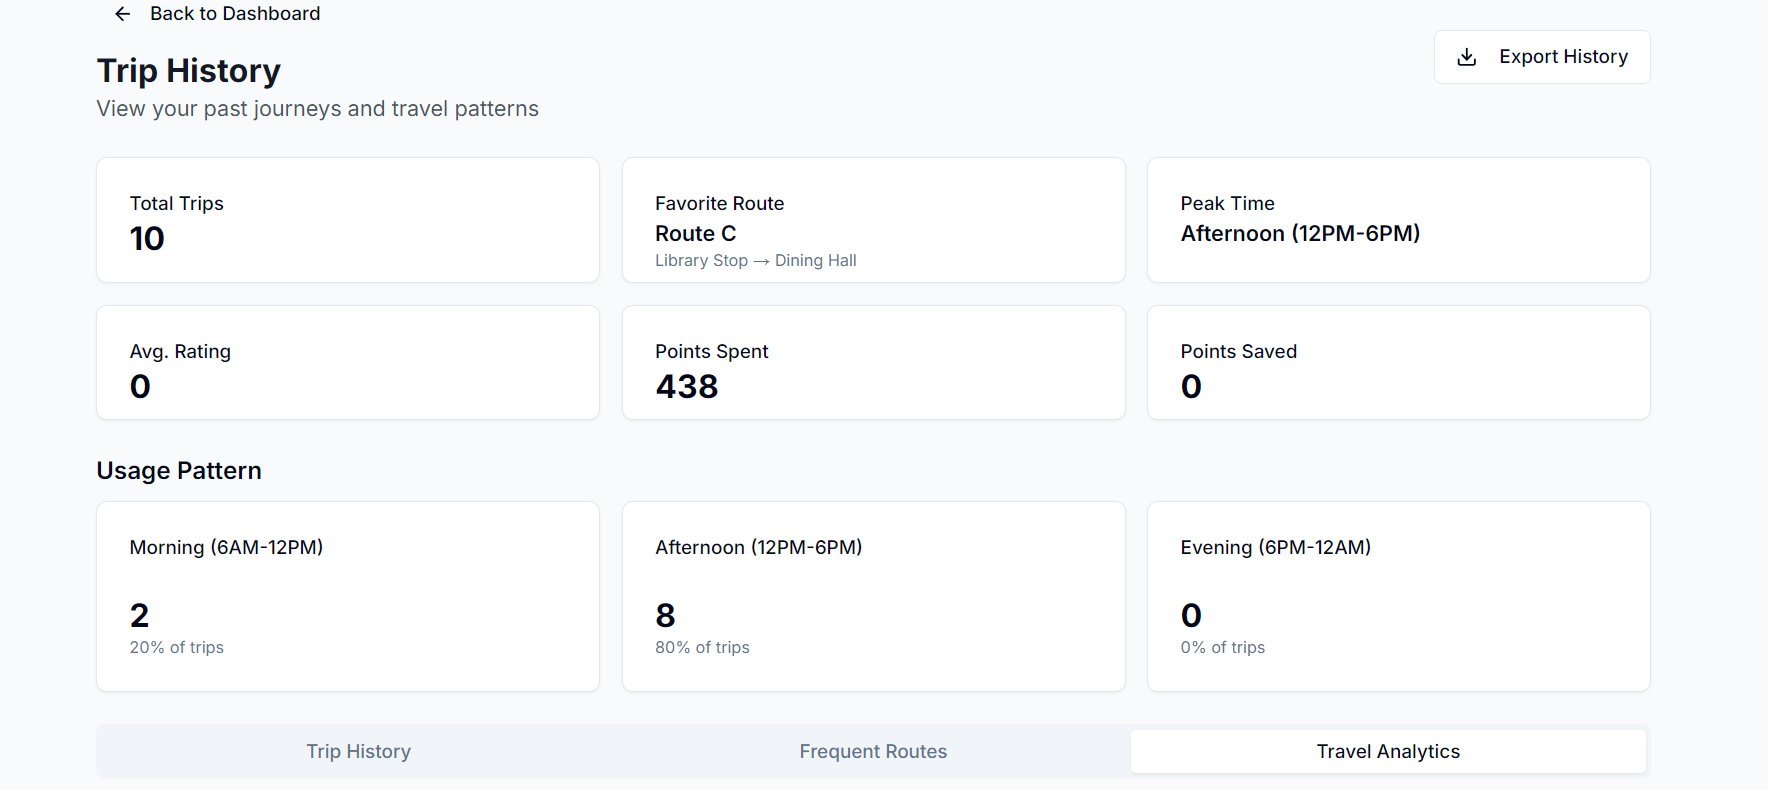 Back to Dashboard
Trip History
View your past journeys and travel patterns
Export History
Total Trips
10
Favorite Route
Route C
Library Stop → Dining Hall
Peak Time
Afternoon (12PM-6PM)
Avg. Rating
0
Points Spent
438
Points Saved
0
Usage Pattern
Morning (6AM-12PM)
2
20% of trips
Afternoon (12PM-6PM)
8
80% of trips
Evening (6PM-12AM)
0
0% of trips
Trip History
Frequent Routes
Travel Analytics